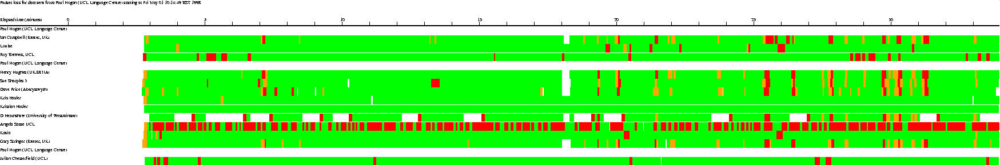 Packet loss for data sent from Paul Hogan (UCL Language Centre) starting at Fri May 01 10:14:49 BST 1998
Elapsed time (minutes) 0 5 10 15 20 25 30
Paul Hogan (UCL Language Centre)
Ian Campbell (Exeter, UK)
Louise
Roy Bennett, UCL
Paul Hogan (UCL Language Centre)
Henry Hughes (UKERNA)
Sue Sharples 3
Dave Price (Aberystwyth)
Kris Hasler
Kristian Hasler
D Hearnshaw (University of Westminster)
Angela Sasse UCL
Kasia
Gary Stringer (Exeter, UK)
Paul Hogan (UCL Language Centre)
Julian Chesterfield (UCL)